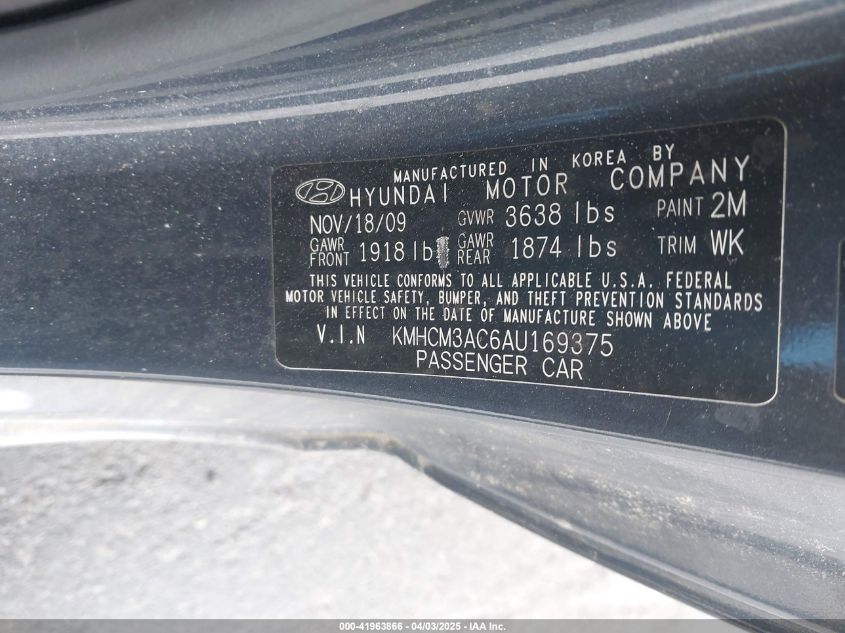 MANUFACTURED IN KOREA BY
HYUNDAI MOTOR COMPANY
NOV/18/09 GVWR 3638 lbs PAINT 2M
GAWR FRONT 1918 lb GAWR REAR 1874 lbs TRIM WK
THIS VEHICLE CONFORMS TO ALL APPLICABLE U.S.A. FEDERAL
MOTOR VEHICLE SAFETY, BUMPER, AND THEFT PREVENTION STANDARDS
IN EFFECT ON THE DATE OF MANUFACTURE SHOWN ABOVE
V.I.N KMHCM3AC6AU169375
PASSENGER CAR
000-41963866 - 04/03/2025 - IAA Inc.